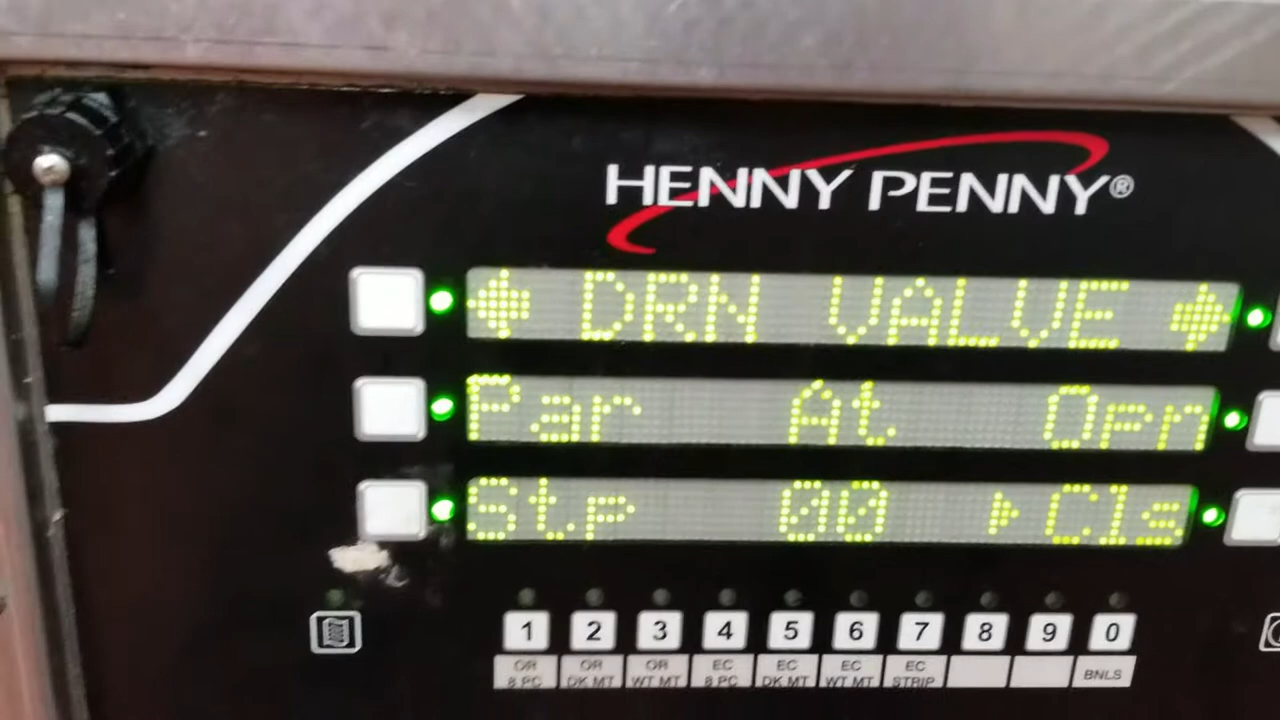 HENNY PENNY®
DRN VALVE
Par At Opn
Stp 00 Cls
1 2 3 4 5 6 7 8 9 0
OR 8 PC OR DK MT OR WT MT EC 8 PC EC DK MT EC WT MT EC STRIP BNLS